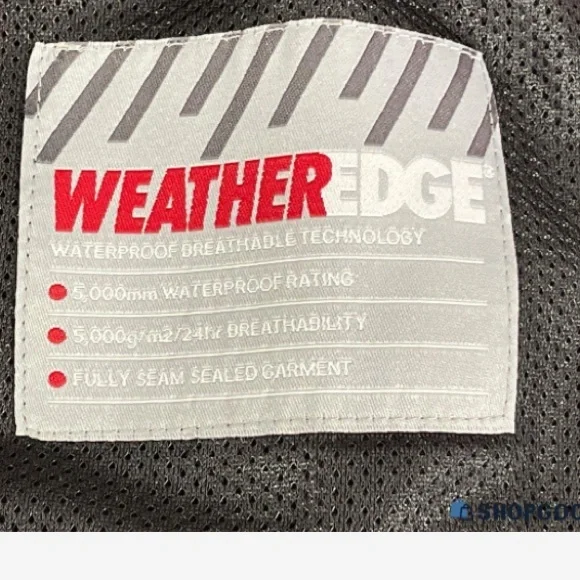 WEATHEREDGE®
WATERPROOF BREATHABLE TECHNOLOGY
5,000mm WATERPROOF RATING
5,000g/m2/24hr BREATHABILITY
FULLY SEAM SEALED GARMENT